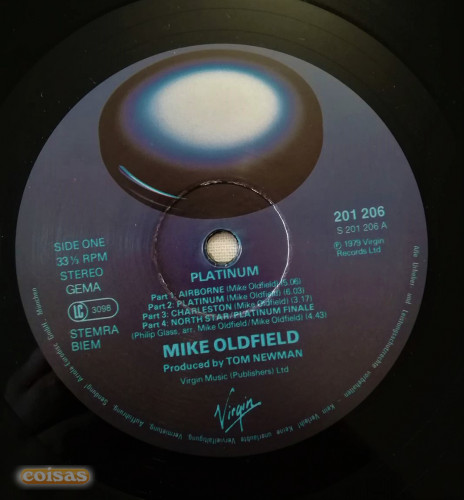 SIDE ONE
33⅓ RPM
STEREO
GEMA
LC 3098
STEMRA
BIEM
201 206
S 201 206 A
℗ 1979 Virgin
Records Ltd
PLATINUM
Part 1: AIRBORNE (Mike Oldfield) (5.06)
Part 2: PLATINUM (Mike Oldfield) (6.03)
Part 3: CHARLESTON (Mike Oldfield) (3.17)
Part 4: NORTH STAR/PLATINUM FINALE
(Philip Glass, arr. Mike Oldfield/Mike Oldfield) (4.43)
MIKE OLDFIELD
Produced by TOM NEWMAN
Virgin Music (Publishers) Ltd
Virgin
coisas